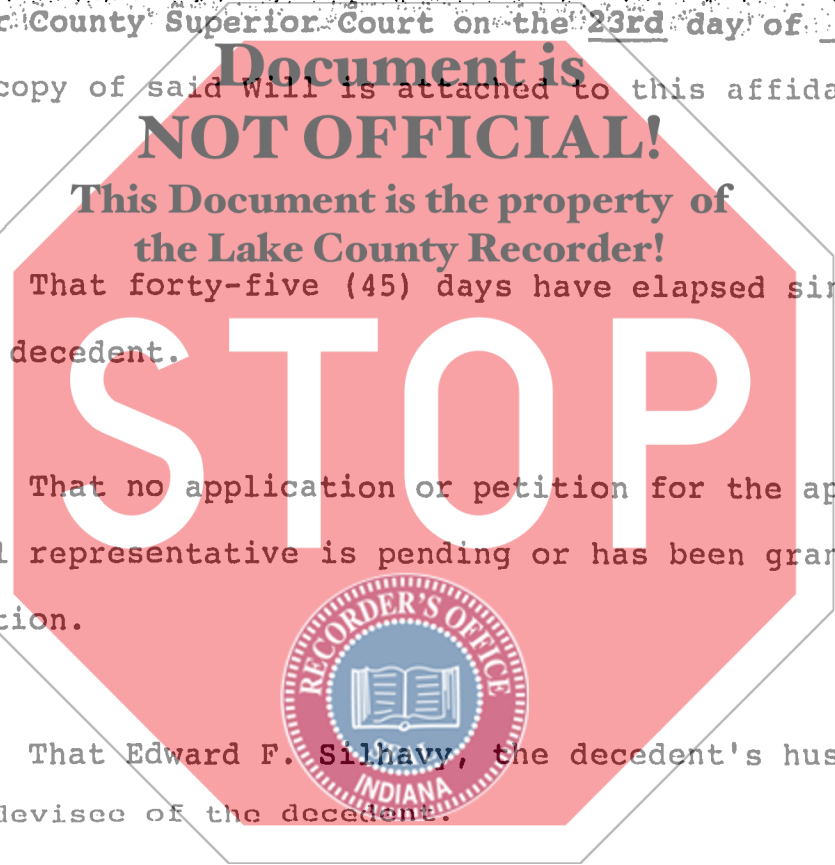 County Superior Court on the 23rd day of
Document is
copy of said Will is attached to this affida
NOT OFFICIAL!
This Document is the property of
the Lake County Recorder!
That forty-five (45) days have elapsed sin
decedent.
STOP
That no application or petition for the ap
l representative is pending or has been gran
tion.
RECORDER'S OFFICE
SEAL
INDIANA
That Edward F. Silhavy, the decedent's hus
devisee of the decedent.